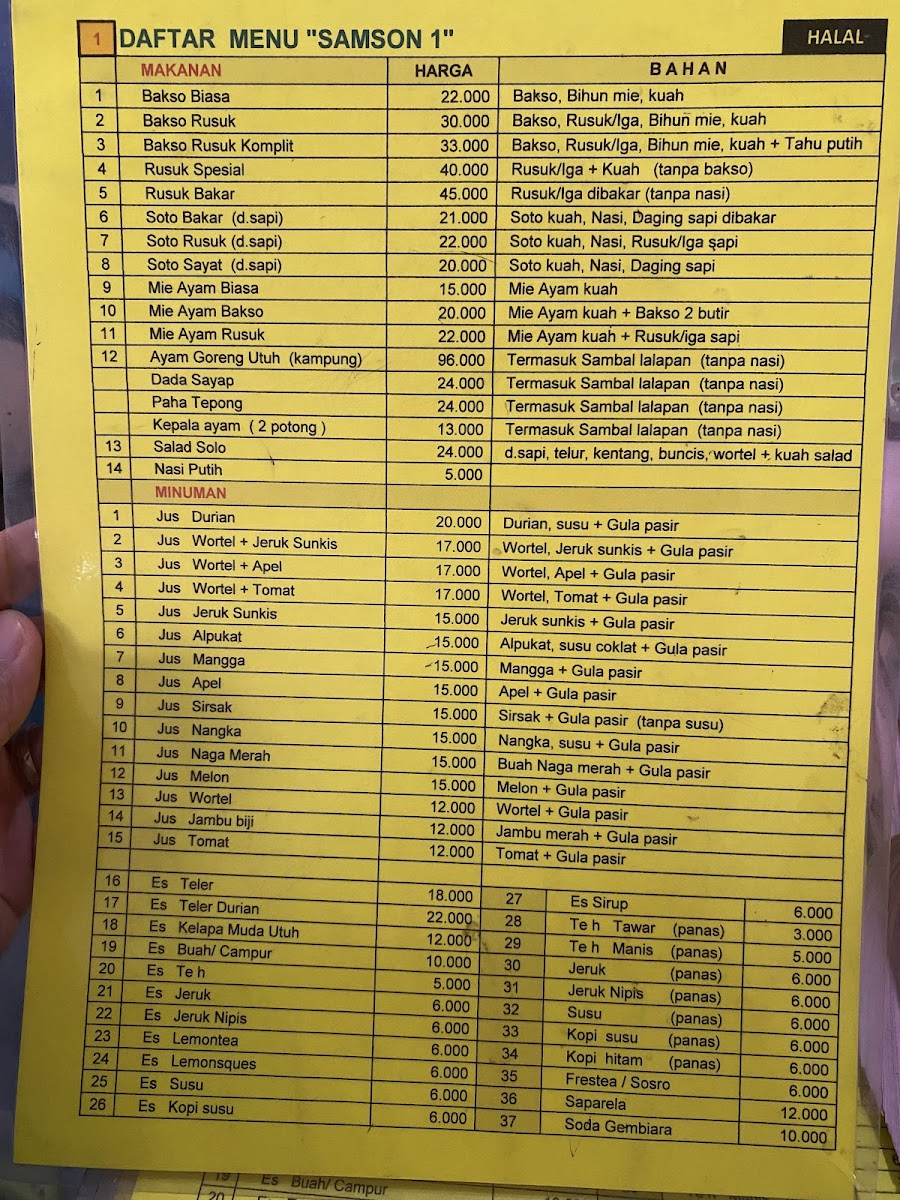 1 DAFTAR MENU "SAMSON 1" HALAL
MAKANAN HARGA BAHAN
1 Bakso Biasa 22.000 Bakso, Bihun mie, kuah
2 Bakso Rusuk 30.000 Bakso, Rusuk/Iga, Bihun mie, kuah
3 Bakso Rusuk Komplit 33.000 Bakso, Rusuk/Iga, Bihun mie, kuah + Tahu putih
4 Rusuk Spesial 40.000 Rusuk/Iga + Kuah (tanpa bakso)
5 Rusuk Bakar 45.000 Rusuk/Iga dibakar (tanpa nasi)
6 Soto Bakar (d.sapi) 21.000 Soto kuah, Nasi, Daging sapi dibakar
7 Soto Rusuk (d.sapi) 22.000 Soto kuah, Nasi, Rusuk/Iga sapi
8 Soto Sayat (d.sapi) 20.000 Soto kuah, Nasi, Daging sapi
9 Mie Ayam Biasa 15.000 Mie Ayam kuah
10 Mie Ayam Bakso 20.000 Mie Ayam kuah + Bakso 2 butir
11 Mie Ayam Rusuk 22.000 Mie Ayam kuah + Rusuk/iga sapi
12 Ayam Goreng Utuh (kampung) 96.000 Termasuk Sambal lalapan (tanpa nasi)
Dada Sayap 24.000 Termasuk Sambal lalapan (tanpa nasi)
Paha Tepong 24.000 Termasuk Sambal lalapan (tanpa nasi)
Kepala ayam ( 2 potong ) 13.000 Termasuk Sambal lalapan (tanpa nasi)
13 Salad Solo 24.000 d.sapi, telur, kentang, buncis, wortel + kuah salad
14 Nasi Putih 5.000
MINUMAN
1 Jus Durian 20.000 Durian, susu + Gula pasir
2 Jus Wortel + Jeruk Sunkis 17.000 Wortel, Jeruk sunkis + Gula pasir
3 Jus Wortel + Apel 17.000 Wortel, Apel + Gula pasir
4 Jus Wortel + Tomat 17.000 Wortel, Tomat + Gula pasir
5 Jus Jeruk Sunkis 15.000 Jeruk sunkis + Gula pasir
6 Jus Alpukat 15.000 Alpukat, susu coklat + Gula pasir
7 Jus Mangga 15.000 Mangga + Gula pasir
8 Jus Apel 15.000 Apel + Gula pasir
9 Jus Sirsak 15.000 Sirsak + Gula pasir (tanpa susu)
10 Jus Nangka 15.000 Nangka, susu + Gula pasir
11 Jus Naga Merah 15.000 Buah Naga merah + Gula pasir
12 Jus Melon 15.000 Melon + Gula pasir
13 Jus Wortel 12.000 Wortel + Gula pasir
14 Jus Jambu biji 12.000 Jambu merah + Gula pasir
15 Jus Tomat 12.000 Tomat + Gula pasir
16 Es Teler 18.000 27 Es Sirup 6.000
17 Es Teler Durian 22.000 28 Te h Tawar (panas) 3.000
18 Es Kelapa Muda Utuh 12.000 29 Te h Manis (panas) 5.000
19 Es Buah/ Campur 10.000 30 Jeruk (panas) 6.000
20 Es Te h 5.000 31 Jeruk Nipis (panas) 6.000
21 Es Jeruk 6.000 32 Susu (panas) 6.000
22 Es Jeruk Nipis 6.000 33 Kopi susu (panas) 6.000
23 Es Lemontea 6.000 34 Kopi hitam (panas) 6.000
24 Es Lemonsques 6.000 35 Frestea / Sosro 6.000
25 Es Susu 6.000 36 Saparela 12.000
26 Es Kopi susu 6.000 37 Soda Gembiara 10.000
19 Es Buah/ Campur
20